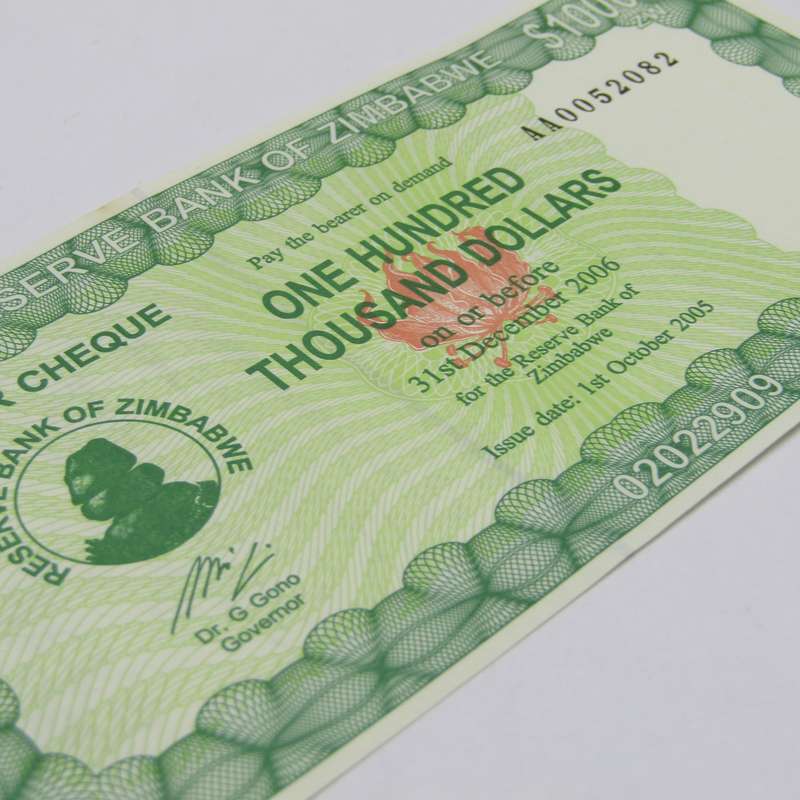 SERVE BANK OF ZIMBABWE
$1000
AA0052082
Pay the bearer on demand
ONE HUNDRED
THOUSAND DOLLARS
on or before
31st December 2006
for the Reserve Bank of
Zimbabwe
Issue date: 1st October 2005
R CHEQUE
RESERVE BANK OF ZIMBABWE
Dr. G Gono
Governor
02022909